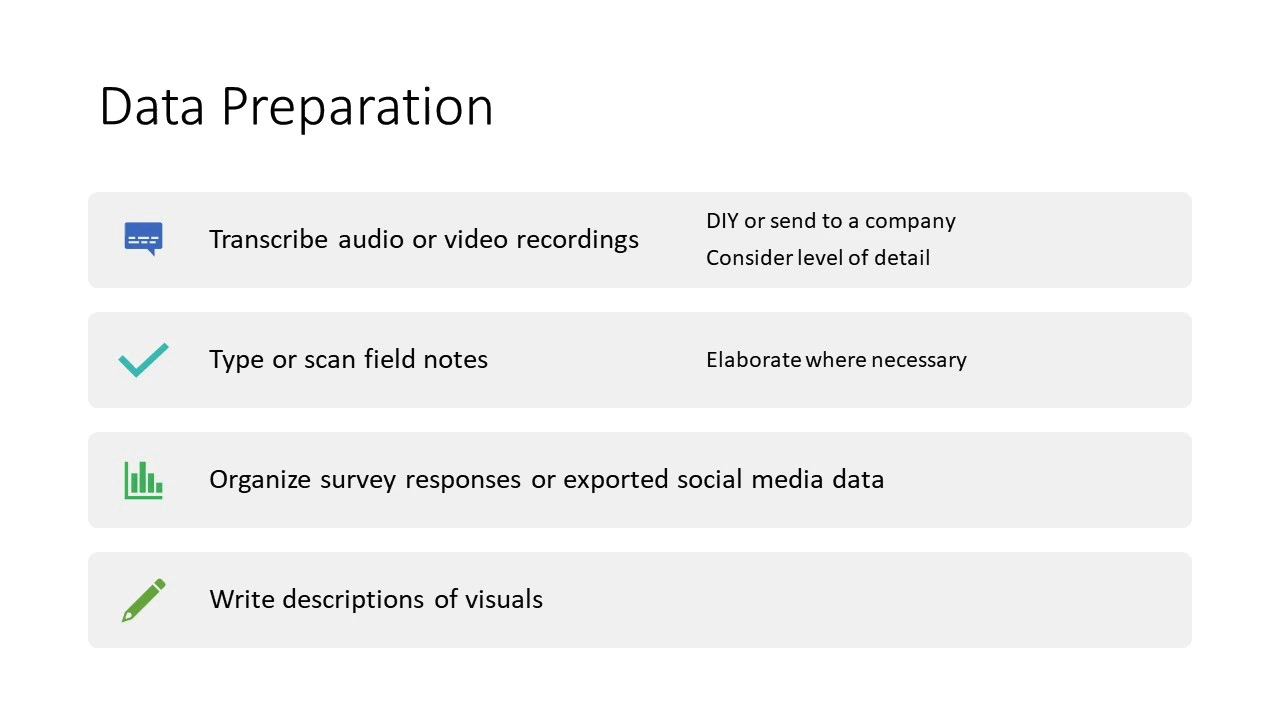 Data Preparation
Transcribe audio or video recordings
DIY or send to a company
Consider level of detail
Type or scan field notes
Elaborate where necessary
Organize survey responses or exported social media data
Write descriptions of visuals